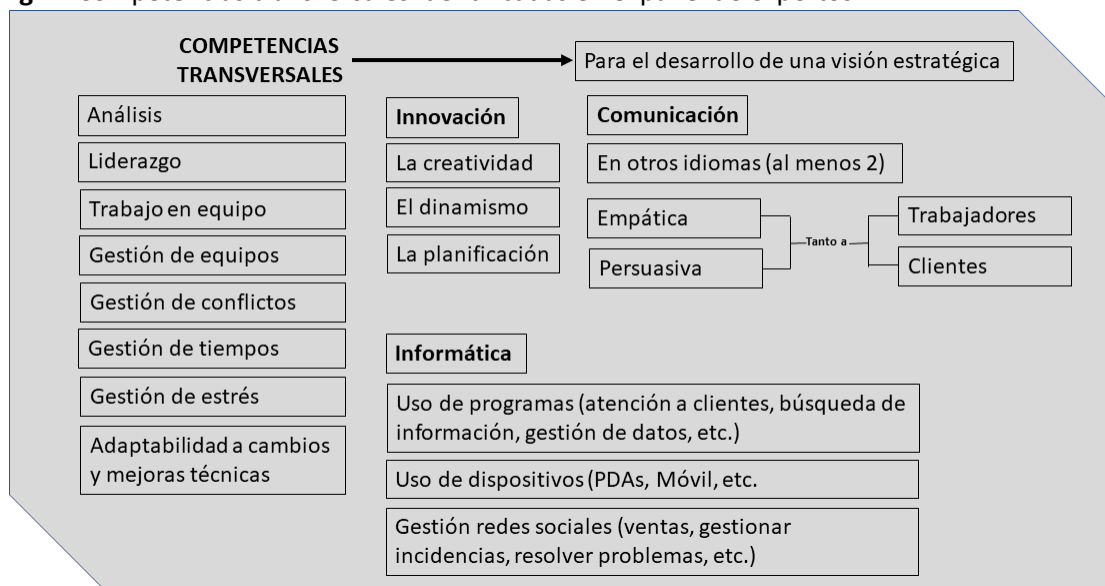 COMPETENCIAS
TRANSVERSALES
Para el desarrollo de una visión estratégica
Análisis
Liderazgo
Trabajo en equipo
Gestión de equipos
Gestión de conflictos
Gestión de tiempos
Gestión de estrés
Adaptabilidad a cambios
y mejoras técnicas
Innovación
La creatividad
El dinamismo
La planificación
Comunicación
En otros idiomas (al menos 2)
Empática
Persuasiva
Tanto a
Trabajadores
Clientes
Informática
Uso de programas (atención a clientes, búsqueda de
información, gestión de datos, etc.)
Uso de dispositivos (PDAs, Móvil, etc.
Gestión redes sociales (ventas, gestionar
incidencias, resolver problemas, etc.)